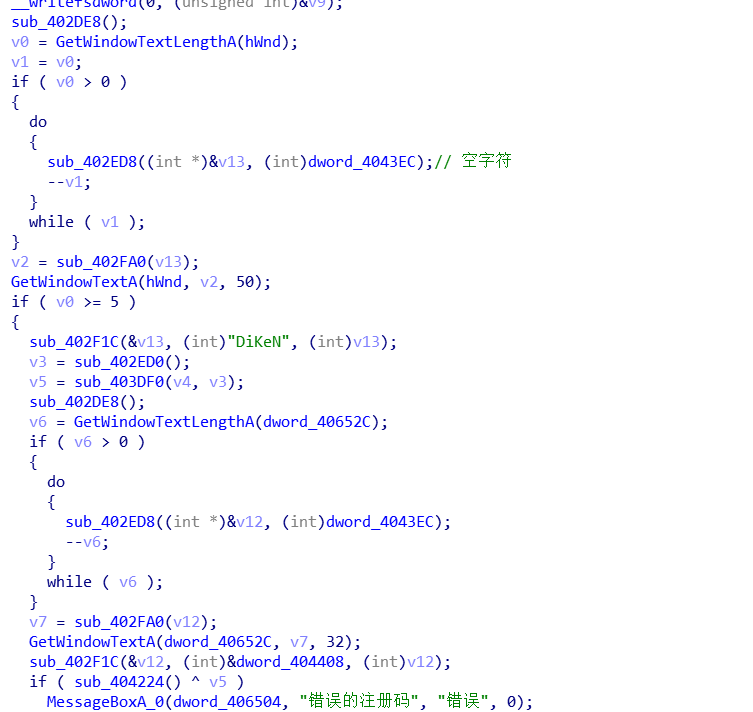 __writefsdword(0, (unsigned int)&v9);
sub_402DE8();
v0 = GetWindowTextLengthA(hWnd);
v1 = v0;
if ( v0 > 0 )
{
  do
  {
    sub_402ED8((int *)&v13, (int)dword_4043EC);// 空字符
    --v1;
  }
  while ( v1 );
}
v2 = sub_402FA0(v13);
GetWindowTextA(hWnd, v2, 50);
if ( v0 >= 5 )
{
  sub_402F1C(&v13, (int)"DiKeN", (int)v13);
  v3 = sub_402ED0();
  v5 = sub_403DF0(v4, v3);
  sub_402DE8();
  v6 = GetWindowTextLengthA(dword_40652C);
  if ( v6 > 0 )
  {
    do
    {
      sub_402ED8((int *)&v12, (int)dword_4043EC);
      --v6;
    }
    while ( v6 );
  }
  v7 = sub_402FA0(v12);
  GetWindowTextA(dword_40652C, v7, 32);
  sub_402F1C(&v12, (int)&dword_404408, (int)v12);
  if ( sub_404224() ^ v5 )
    MessageBoxA_0(dword_406504, "错误的注册码", "错误", 0);